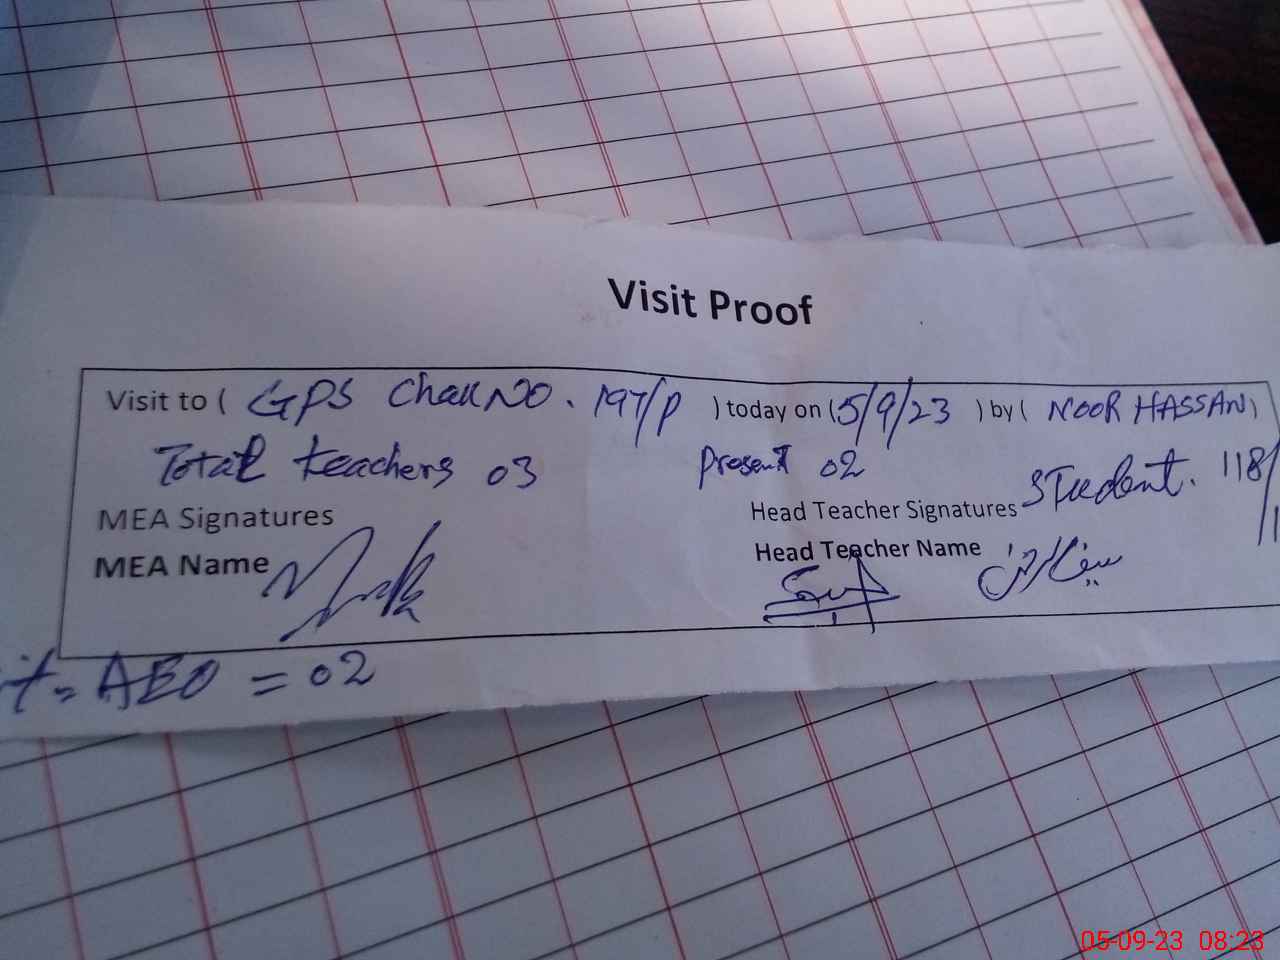 Visit Proof
Visit to ( GPS Chak NO. 197/P ) today on (5/9/23 ) by ( NOOR HASSAN)
Total teachers 03 Present 02 Student. 118/
MEA Signatures Head Teacher Signatures
MEA Name Head Teacher Name
t = AEO = 02
05-09-23 08:23